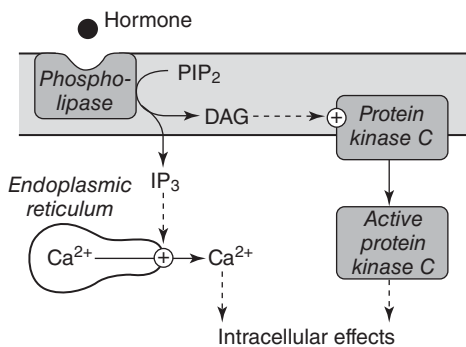 Hormone
Phospho-
lipase
PIP₂
DAG
+
Protein
kinase C
IP₃
Endoplasmic
reticulum
Ca²⁺
+
Ca²⁺
Active
protein
kinase C
Intracellular effects